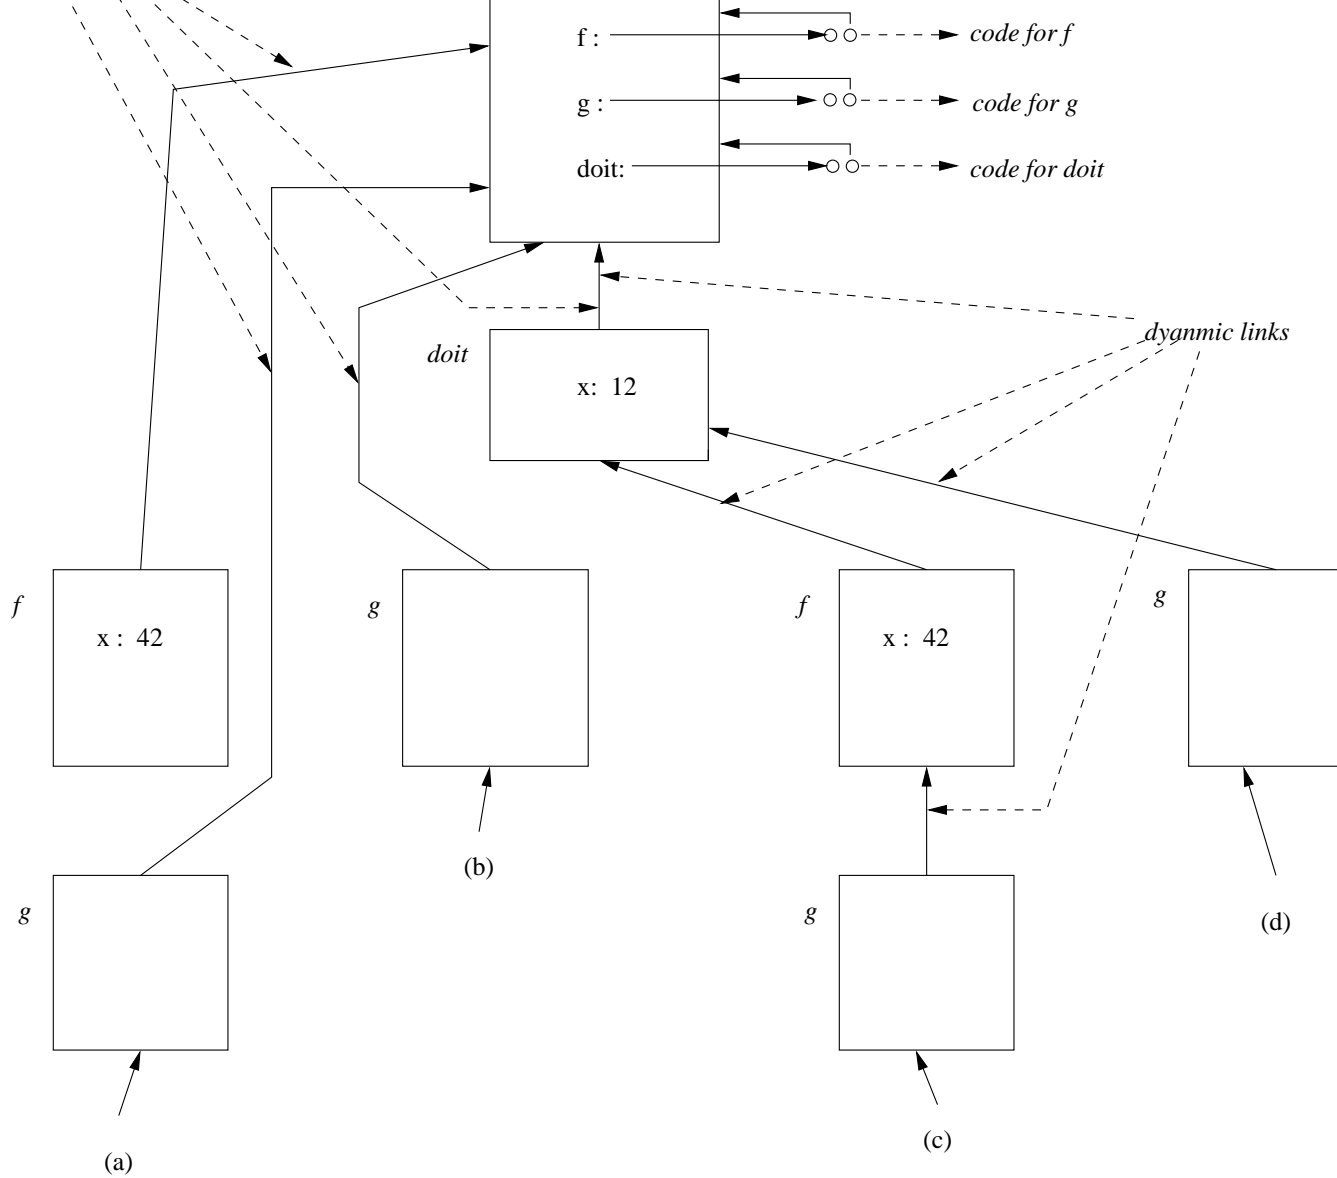 f :
code for f
g :
code for g
doit:
code for doit
dyanmic links
doit
x: 12
f
g
f
g
x : 42
x : 42
(b)
g
g
(d)
(c)
(a)